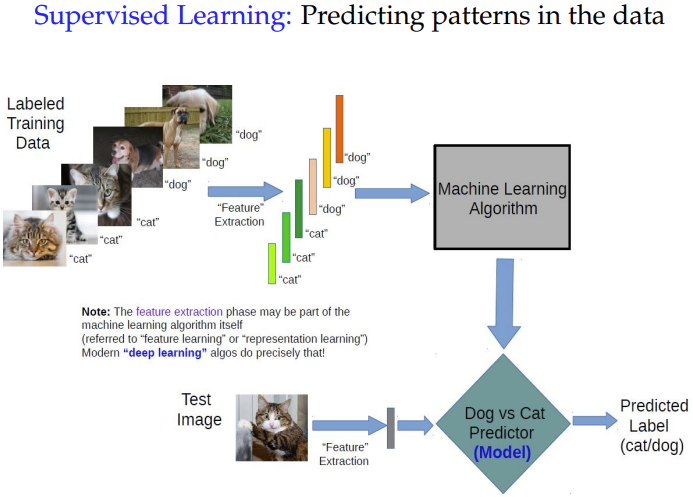 Supervised Learning: Predicting patterns in the data
Labeled
Training
Data
"dog"
"dog"
"dog"
"cat"
"cat"
"cat"
"Feature"
Extraction
"dog"
"dog"
"dog"
"cat"
"cat"
"cat"
Machine Learning
Algorithm
Note: The feature extraction phase may be part of the
machine learning algorithm itself
(referred to "feature learning" or "representation learning")
Modern "deep learning" algos do precisely that!
Test
Image
"Feature"
Extraction
Dog vs Cat
Predictor
(Model)
Predicted
Label
(cat/dog)